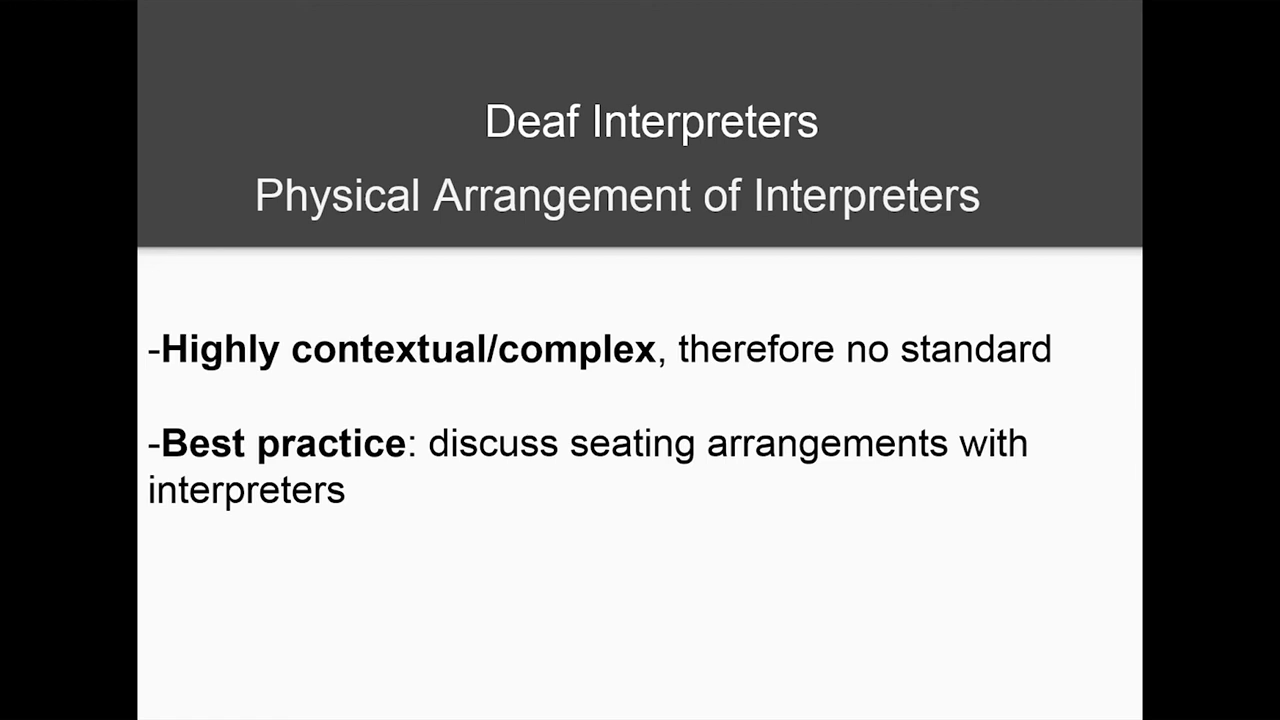 Deaf Interpreters
Physical Arrangement of Interpreters
-Highly contextual/complex, therefore no standard
-Best practice: discuss seating arrangements with
interpreters